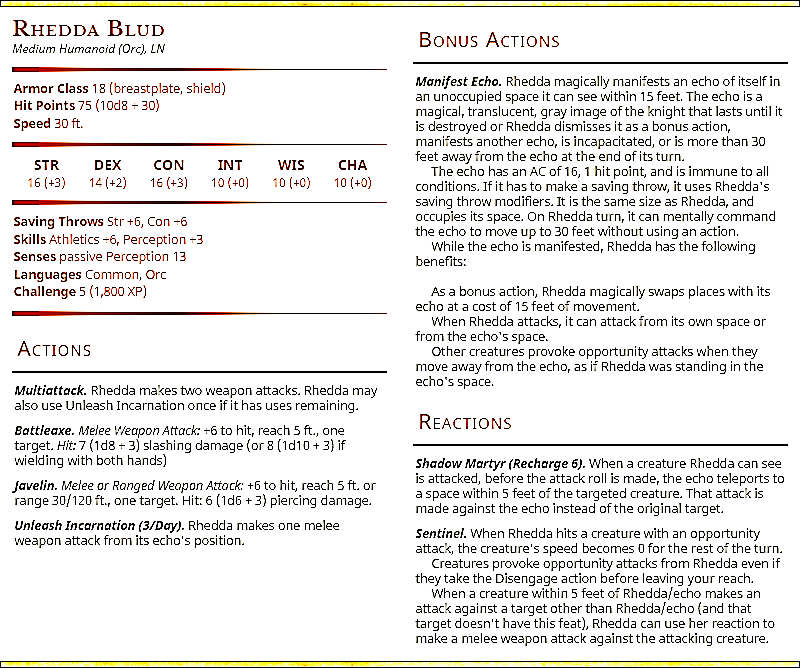 Rhedda Blud
Medium Humanoid (Orc), LN
Armor Class 18 (breastplate, shield)
Hit Points 75 (10d8 + 30)
Speed 30 ft.
STR DEX CON INT WIS CHA
16 (+3) 14 (+2) 16 (+3) 10 (+0) 10 (+0) 10 (+0)
Saving Throws Str +6, Con +6
Skills Athletics +6, Perception +3
Senses passive Perception 13
Languages Common, Orc
Challenge 5 (1,800 XP)
Actions
Multiattack. Rhedda makes two weapon attacks. Rhedda may
also use Unleash Incarnation once if it has uses remaining.
Battleaxe. Melee Weapon Attack: +6 to hit, reach 5 ft., one
target. Hit: 7 (1d8 + 3) slashing damage (or 8 (1d10 + 3) if
wielding with both hands)
Javelin. Melee or Ranged Weapon Attack: +6 to hit, reach 5 ft. or
range 30/120 ft., one target. Hit: 6 (1d6 + 3) piercing damage.
Unleash Incarnation (3/Day). Rhedda makes one melee
weapon attack from its echo's position.
Bonus Actions
Manifest Echo. Rhedda magically manifests an echo of itself in
an unoccupied space it can see within 15 feet. The echo is a
magical, translucent, gray image of the knight that lasts until it
is destroyed or Rhedda dismisses it as a bonus action,
manifests another echo, is incapacitated, or is more than 30
feet away from the echo at the end of its turn.
The echo has an AC of 16, 1 hit point, and is immune to all
conditions. If it has to make a saving throw, it uses Rhedda's
saving throw modifiers. It is the same size as Rhedda, and
occupies its space. On Rhedda turn, it can mentally command
the echo to move up to 30 feet without using an action.
While the echo is manifested, Rhedda has the following
benefits:
As a bonus action, Rhedda magically swaps places with its
echo at a cost of 15 feet of movement.
When Rhedda attacks, it can attack from its own space or
from the echo's space.
Other creatures provoke opportunity attacks when they
move away from the echo, as if Rhedda was standing in the
echo's space.
Reactions
Shadow Martyr (Recharge 6). When a creature Rhedda can see
is attacked, before the attack roll is made, the echo teleports to
a space within 5 feet of the targeted creature. That attack is
made against the echo instead of the original target.
Sentinel. When Rhedda hits a creature with an opportunity
attack, the creature's speed becomes 0 for the rest of the turn.
Creatures provoke opportunity attacks from Rhedda even if
they take the Disengage action before leaving your reach.
When a creature within 5 feet of Rhedda/echo makes an
attack against a target other than Rhedda/echo (and that
target doesn't have this feat), Rhedda can use her reaction to
make a melee weapon attack against the attacking creature.